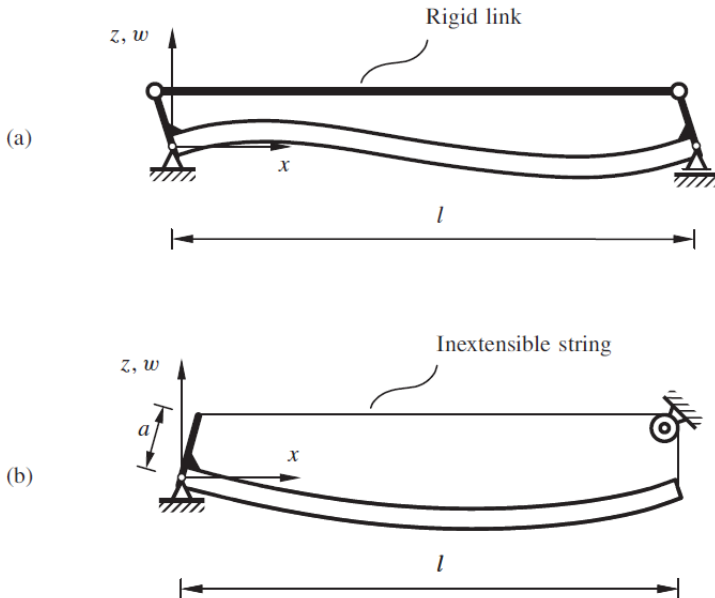 Rigid link
z, w
(a)
x
l
Inextensible string
z, w
a
(b)
x
l